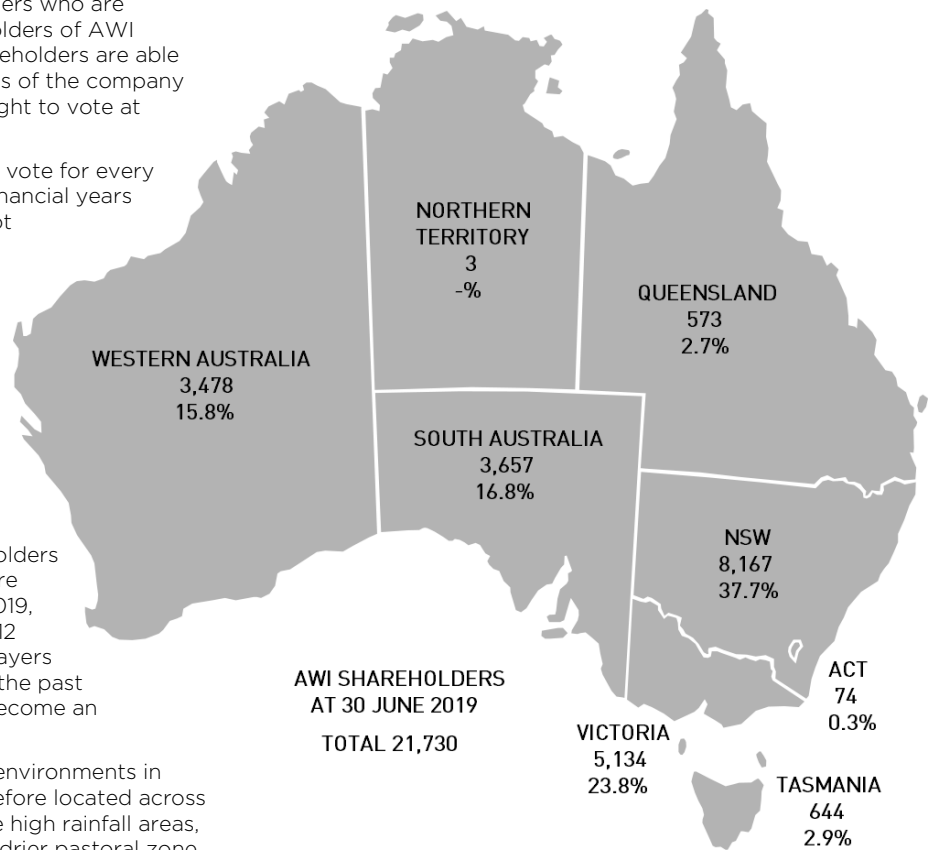 ers who are
olders of AWI
eholders are able
s of the company
ght to vote at
vote for every
nancial years
ot
olders
re
019,
12
ayers
the past
ecome an
environments in
efore located across
e high rainfall areas,
drier pastoral zone
NORTHERN
TERRITORY
3
-%
QUEENSLAND
573
2.7%
WESTERN AUSTRALIA
3,478
15.8%
SOUTH AUSTRALIA
3,657
16.8%
NSW
8,167
37.7%
ACT
74
0.3%
AWI SHAREHOLDERS
AT 30 JUNE 2019
TOTAL 21,730
VICTORIA
5,134
23.8%
TASMANIA
644
2.9%